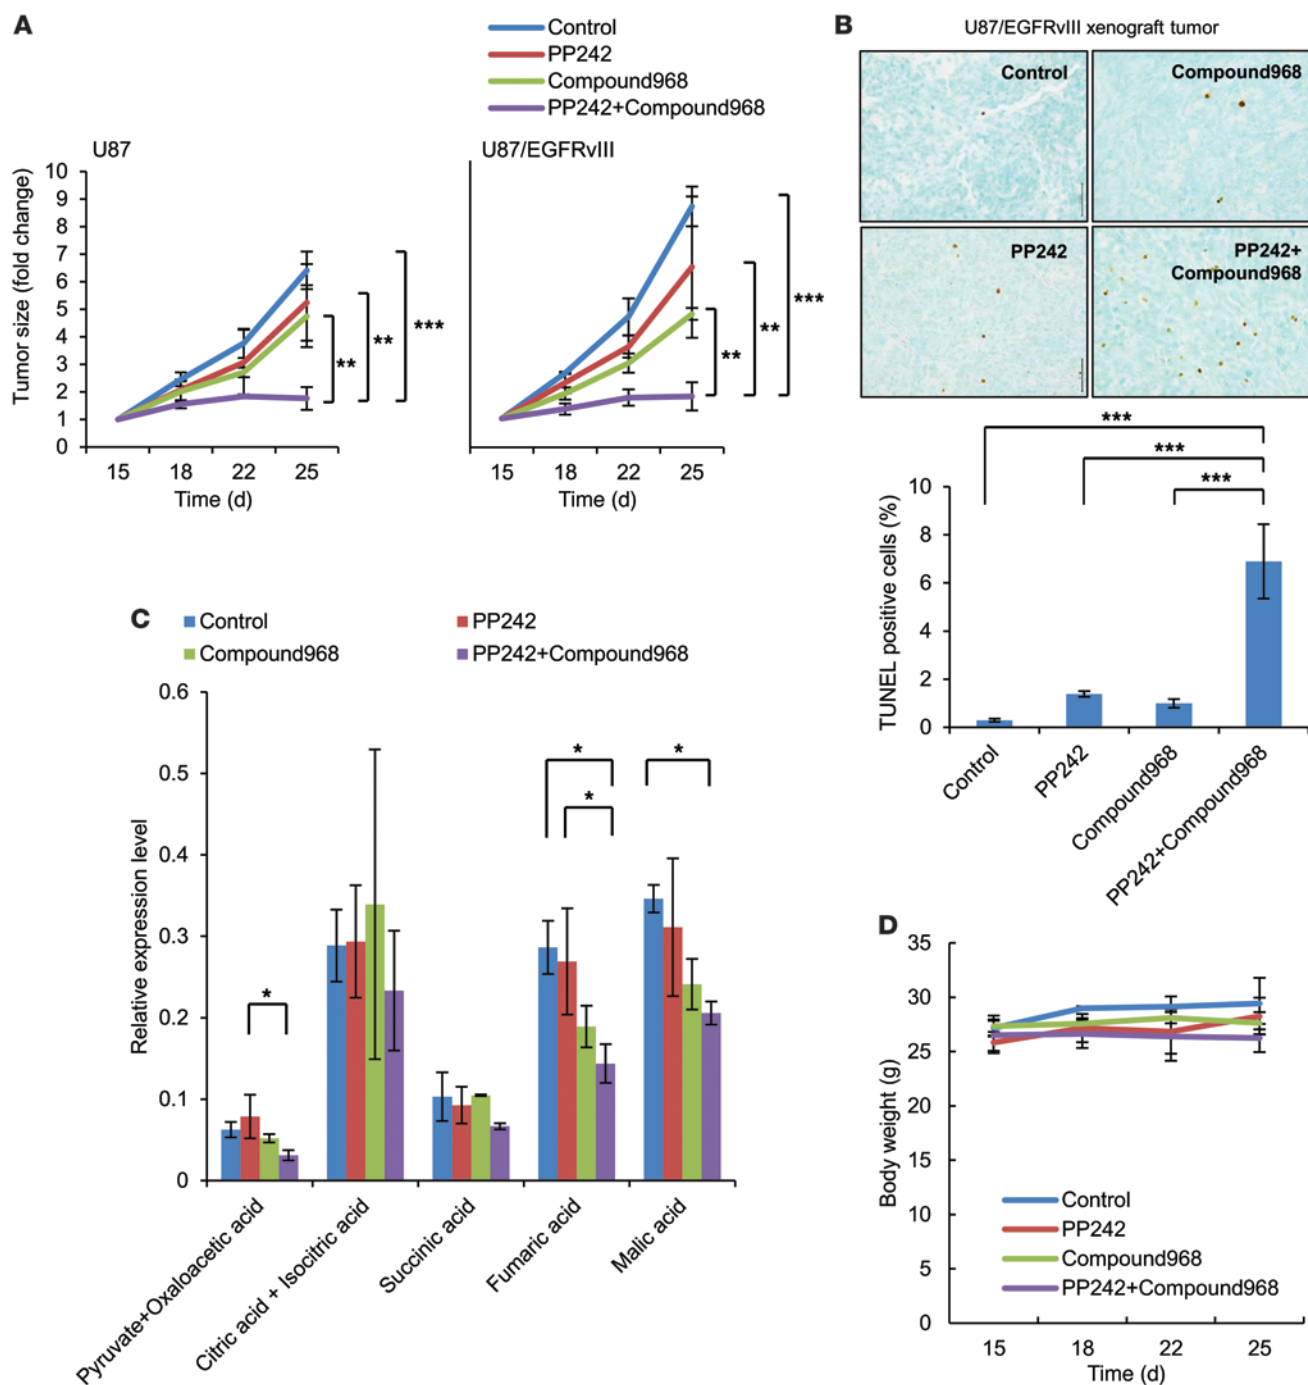 A
Control
PP242
Compound968
PP242+Compound968
U87
U87/EGFRvIII
Tumor size (fold change)
10
9
8
7
6
5
4
3
2
1
0
** ** ***
** ** ***
15 18 22 25
Time (d)
15 18 22 25
Time (d)
B
U87/EGFRvIII xenograft tumor
Control
Compound968
PP242
PP242+
Compound968
***
***
***
TUNEL positive cells (%)
10
8
6
4
2
0
Control
PP242
Compound968
PP242+Compound968
C
Control
PP242
Compound968
PP242+Compound968
Relative expression level
0.6
0.5
0.4
0.3
0.2
0.1
0
*
*
*
*
Pyruvate+Oxaloacetic acid
Citric acid + Isocitric acid
Succinic acid
Fumaric acid
Malic acid
D
Body weight (g)
35
30
25
20
15
10
5
0
Control
PP242
Compound968
PP242+Compound968
15 18 22 25
Time (d)